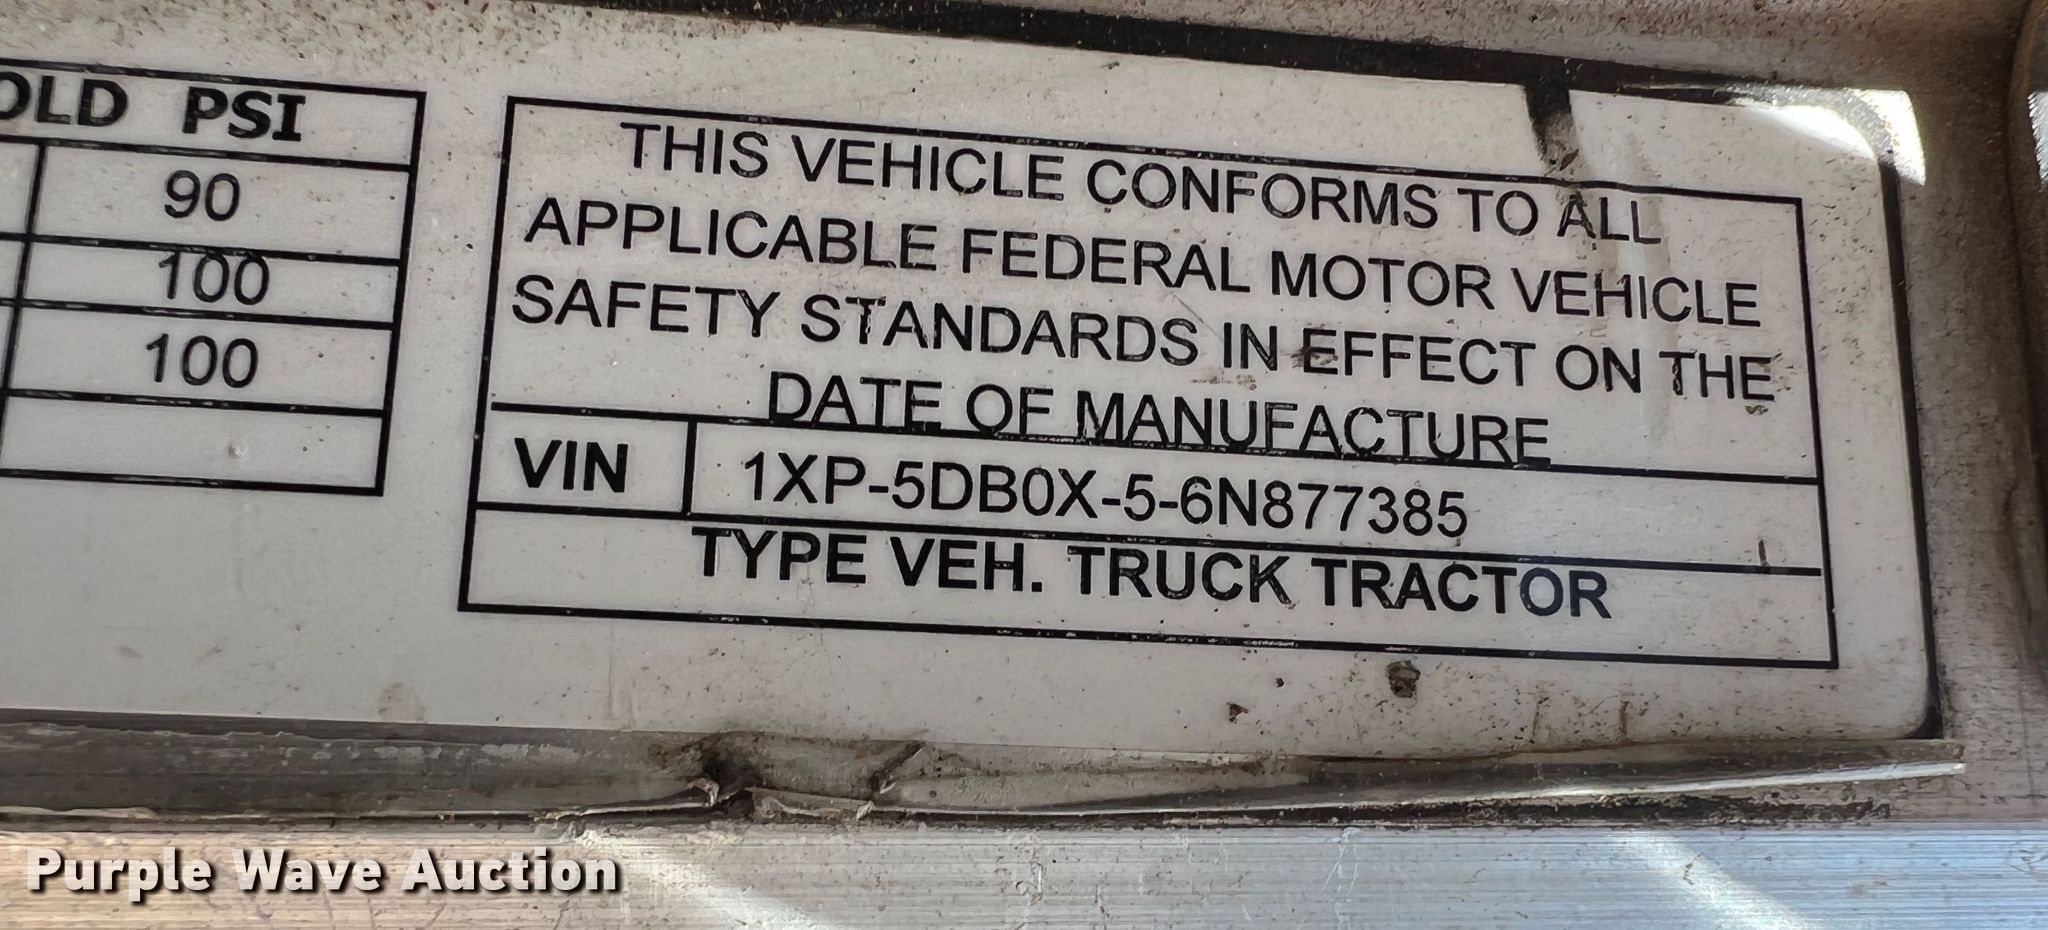 OLD PSI
90
100
100
THIS VEHICLE CONFORMS TO ALL
APPLICABLE FEDERAL MOTOR VEHICLE
SAFETY STANDARDS IN EFFECT ON THE
DATE OF MANUFACTURE
VIN 1XP-5DB0X-5-6N877385
TYPE VEH. TRUCK TRACTOR
Purple Wave Auction